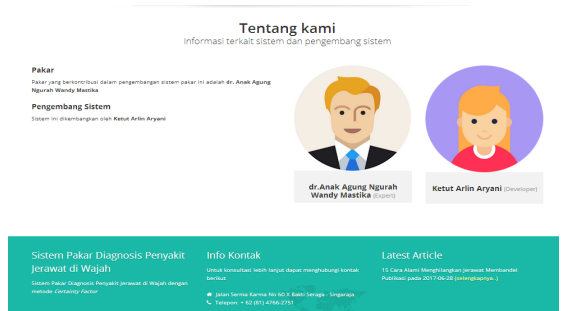 Tentang kami
Informasi terkait sistem dan pengembang sistem
Pakar
Pakar yang berkontribusi dalam pengembangan sistem pakar ini adalah dr. Anak Agung
Ngurah Wandy Mastika
Pengembang Sistem
Sistem ini dikembangkan oleh Ketut Arlin Aryani
dr.Anak Agung Ngurah
Wandy Mastika (Expert)
Ketut Arlin Aryani (Developer)
Sistem Pakar Diagnosis Penyakit
Jerawat di Wajah
Sistem Pakar Diagnosis Penyakit Jerawat di Wajah dengan
metode Certainty Factor
Info Kontak
Untuk konsultasi lebih lanjut dapat menghubungi kontak
berikut
Jalan Serma Karma No 60 X Bakti Seraga - Singaraja
Telepon: + 62 (81) 4766-2751
Latest Article
15 Cara Alami Menghilangkan Jerawat Membandel
Publikasi pada 2017-06-28 (selengkapnya..)